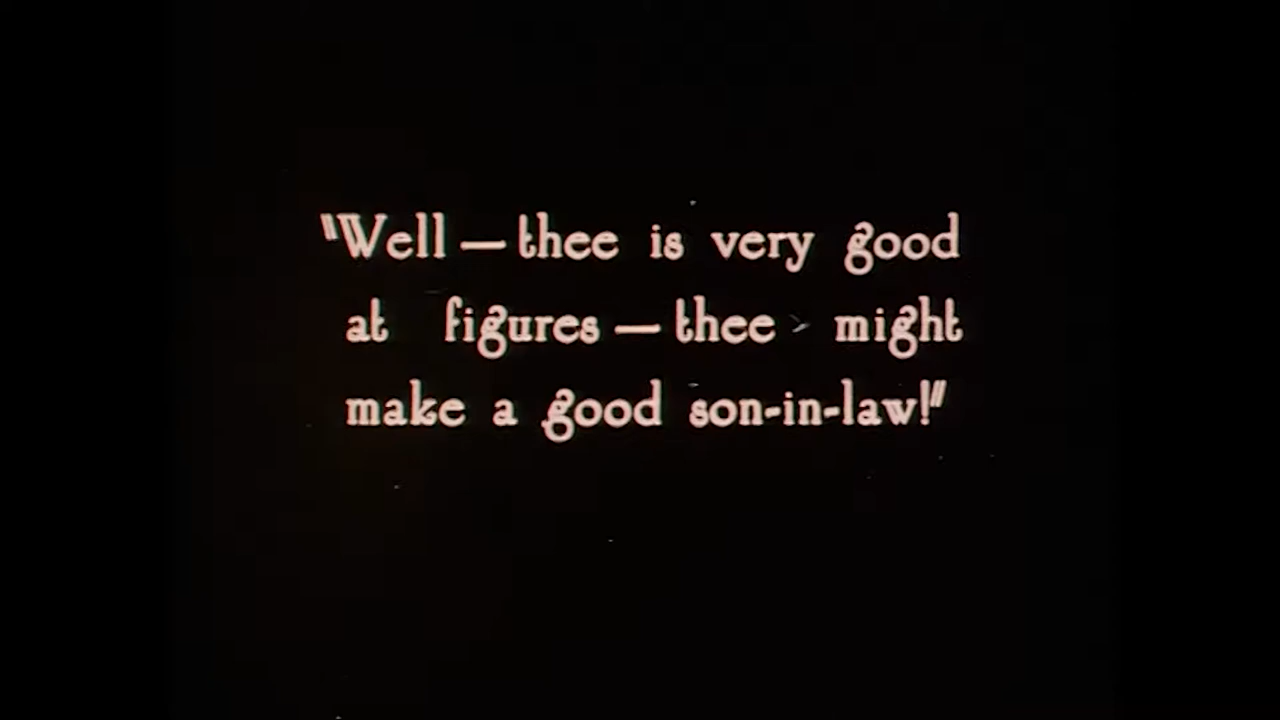 "Well — thee is very good
at figures — thee might
make a good son-in-law!"